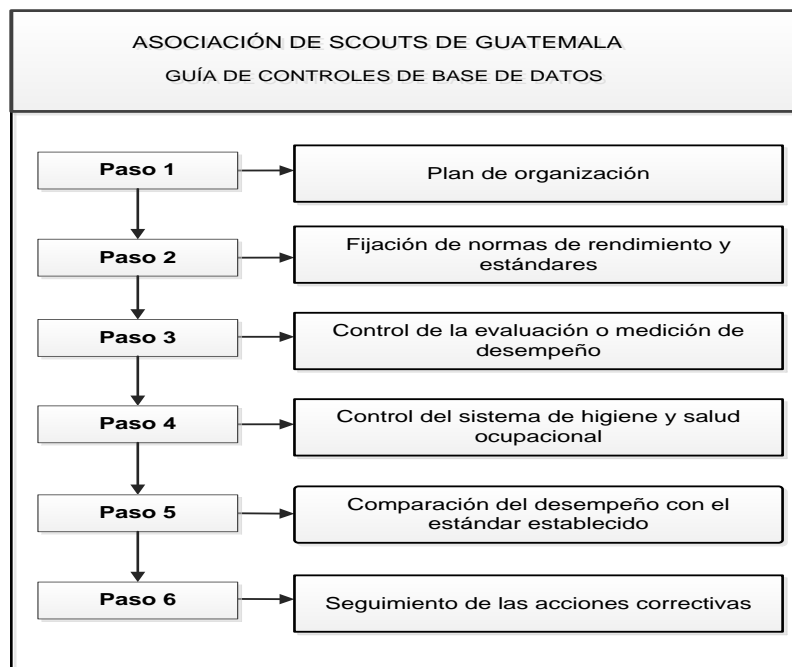 ASOCIACIÓN DE SCOUTS DE GUATEMALA
GUÍA DE CONTROLES DE BASE DE DATOS
Paso 1
Plan de organización
Paso 2
Fijación de normas de rendimiento y
estándares
Paso 3
Control de la evaluación o medición de
desempeño
Paso 4
Control del sistema de higiene y salud
ocupacional
Paso 5
Comparación del desempeño con el
estándar establecido
Paso 6
Seguimiento de las acciones correctivas